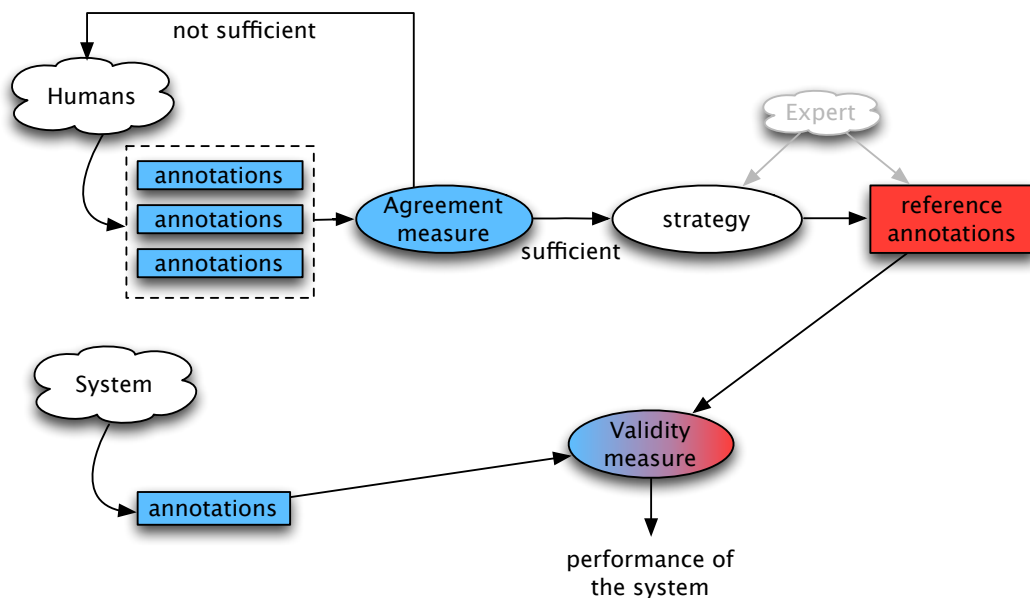 not sufficient
Humans
Expert
annotations
annotations
annotations
Agreement
measure
sufficient
strategy
reference
annotations
System
annotations
Validity
measure
performance of
the system